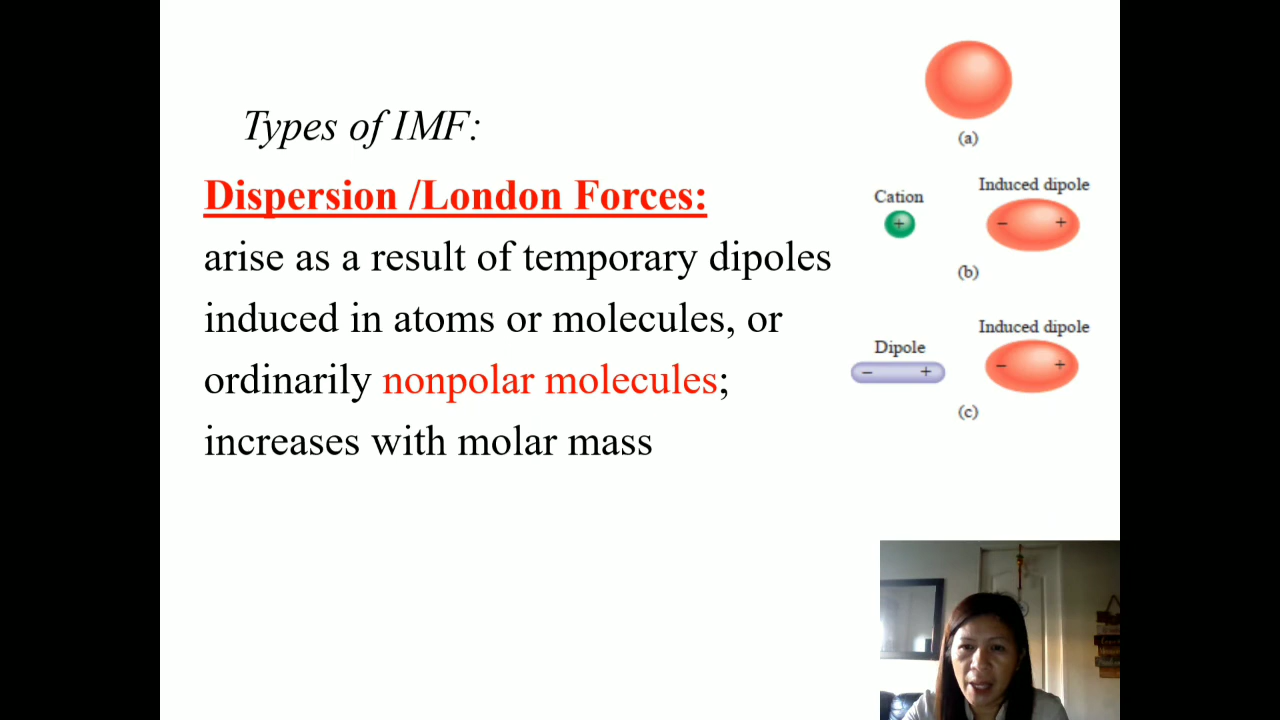 Types of IMF:
Dispersion /London Forces:
arise as a result of temporary dipoles
induced in atoms or molecules, or
ordinarily nonpolar molecules;
increases with molar mass
(a)
Cation
Induced dipole
+
− +
(b)
Dipole
Induced dipole
− +
− +
(c)